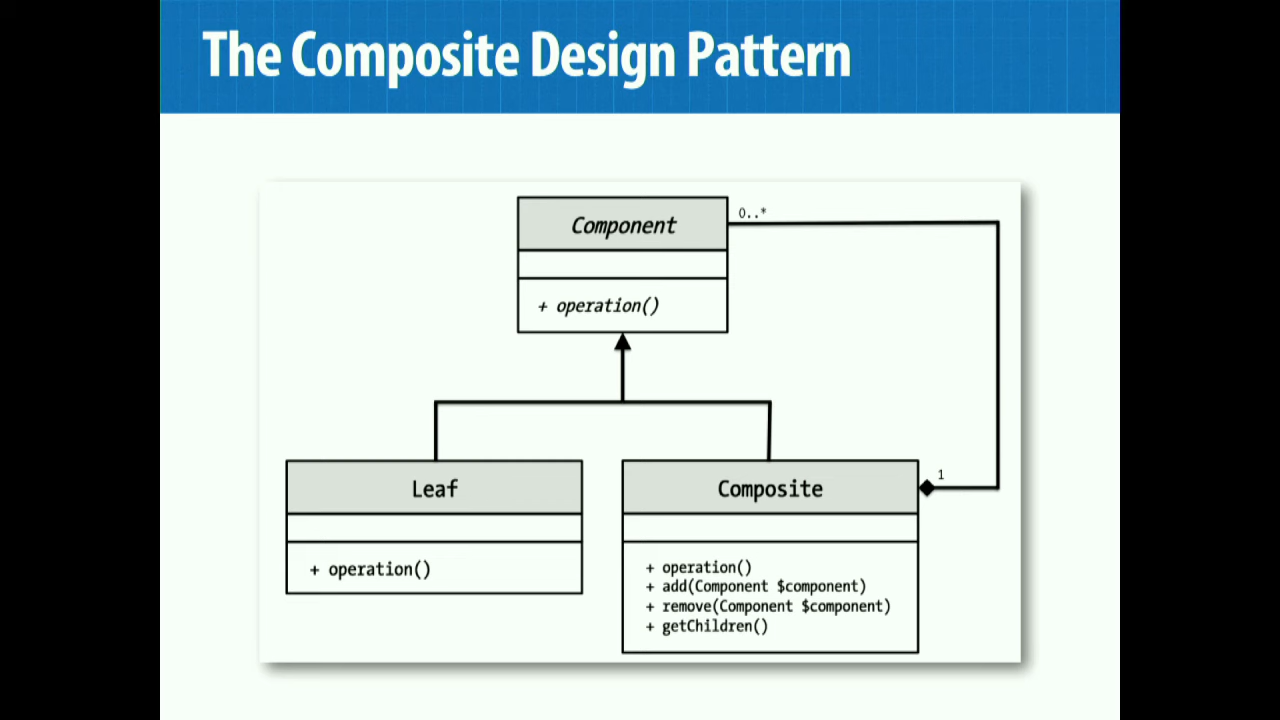 The Composite Design Pattern
Component
0..*
+ operation()
Leaf
Composite
1
+ operation()
+ operation()
+ add(Component $component)
+ remove(Component $component)
+ getChildren()